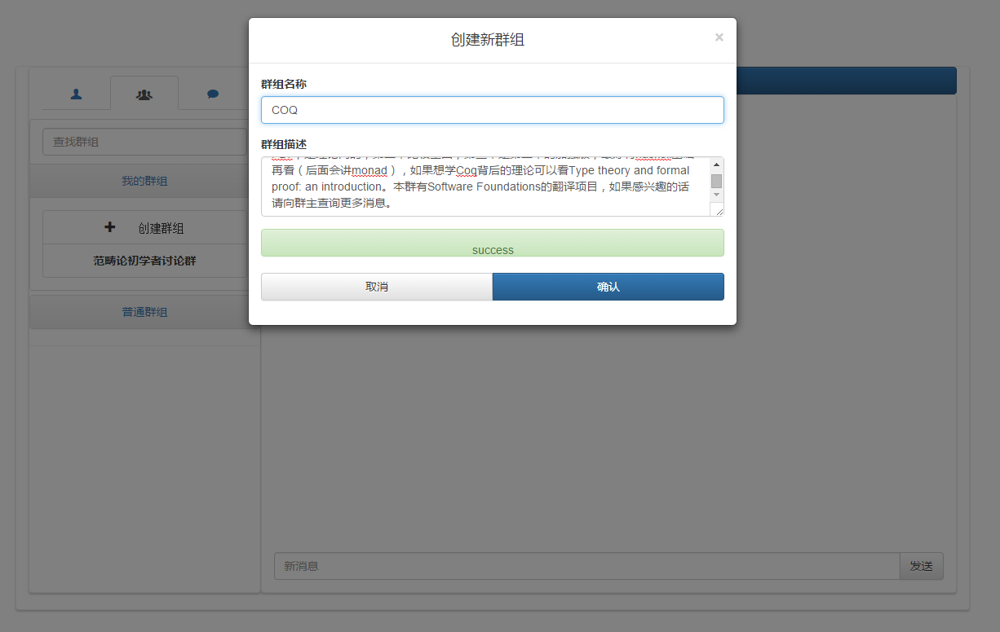 创建新群组
×
群组名称
COQ
群组描述
再看（后面会讲monad），如果想学Coq背后的理论可以看Type theory and formal
proof: an introduction。本群有Software Foundations的翻译项目，如果感兴趣的话
请向群主查询更多消息。
success
取消
确认
查找群组
我的群组
创建群组
范畴论初学者讨论群
普通群组
新消息
发送